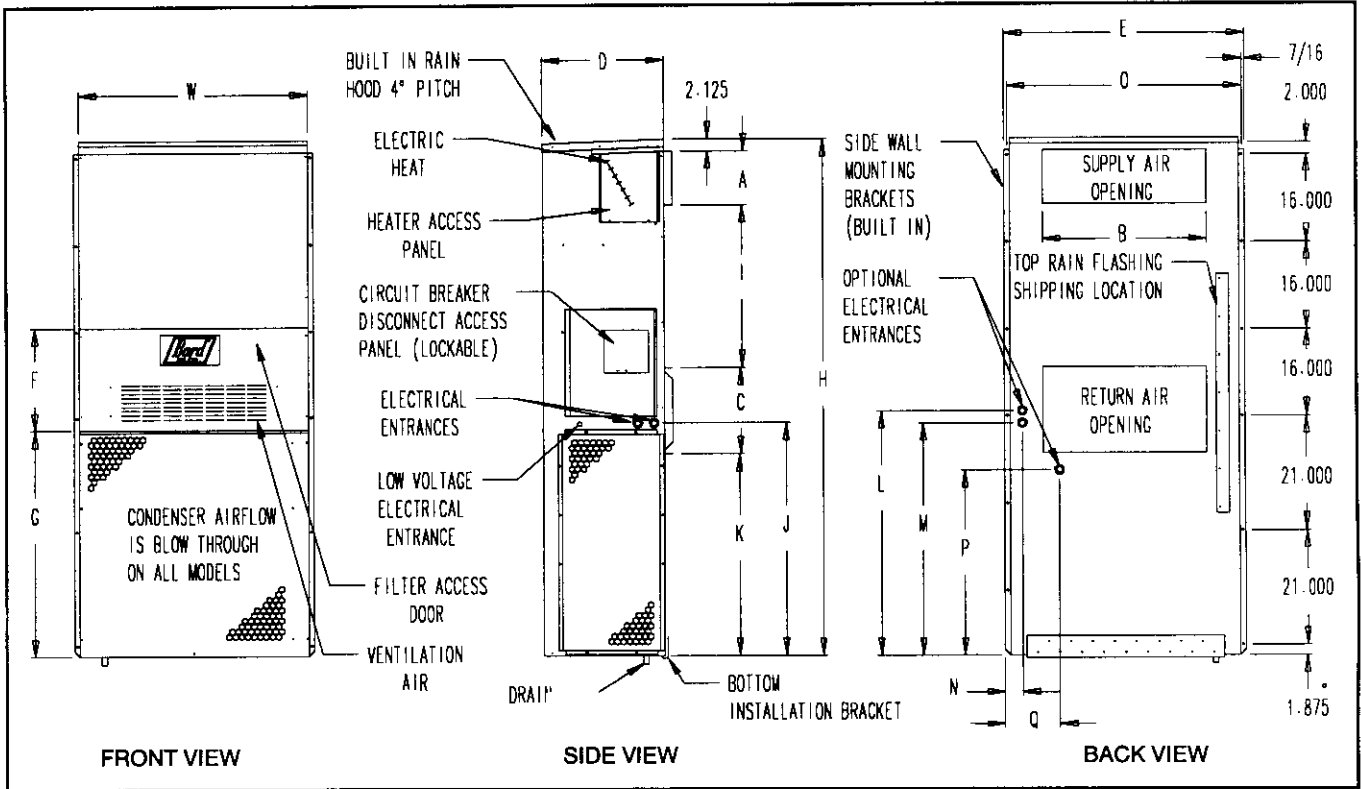 W
F
G
Bard
CONDENSER AIRFLOW
IS BLOW THROUGH
ON ALL MODELS
FRONT VIEW
BUILT IN RAIN
HOOD 4° PITCH
ELECTRIC
HEAT
HEATER ACCESS
PANEL
CIRCUIT BREAKER
DISCONNECT ACCESS
PANEL (LOCKABLE)
ELECTRICAL
ENTRANCES
LOW VOLTAGE
ELECTRICAL
ENTRANCE
FILTER ACCESS
DOOR
VENTILATION
AIR
D
2.125
A
I
H
C
K
J
DRAIN
BOTTOM
INSTALLATION BRACKET
SIDE VIEW
E
O
7/16
2.000
SIDE WALL
MOUNTING
BRACKETS
(BUILT IN)
SUPPLY AIR
OPENING
B
16.000
TOP RAIN FLASHING
SHIPPING LOCATION
16.000
OPTIONAL
ELECTRICAL
ENTRANCES
16.000
RETURN AIR
OPENING
L
M
P
21.000
21.000
N
Q
1.875
BACK VIEW